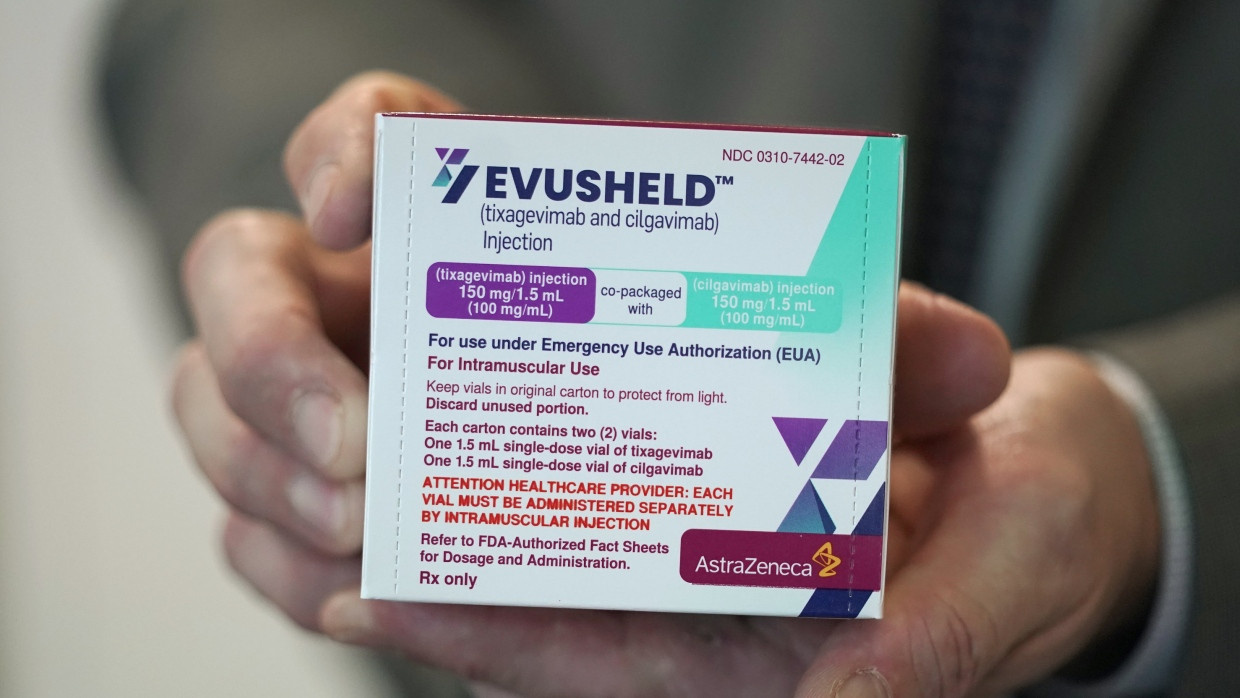 NDC 0310-7442-02
EVUSHELD™
(tixagevimab and cilgavimab)
Injection
(tixagevimab) injection
150 mg/1.5 mL
(100 mg/mL)
co-packaged
with
(cilgavimab) injection
150 mg/1.5 mL
(100 mg/mL)
For use under Emergency Use Authorization (EUA)
For Intramuscular Use
Keep vials in original carton to protect from light.
Discard unused portion.
Each carton contains two (2) vials:
One 1.5 mL single-dose vial of tixagevimab
One 1.5 mL single-dose vial of cilgavimab
ATTENTION HEALTHCARE PROVIDER: EACH
VIAL MUST BE ADMINISTERED SEPARATELY
BY INTRAMUSCULAR INJECTION
Refer to FDA-Authorized Fact Sheets
for Dosage and Administration.
Rx only
AstraZeneca